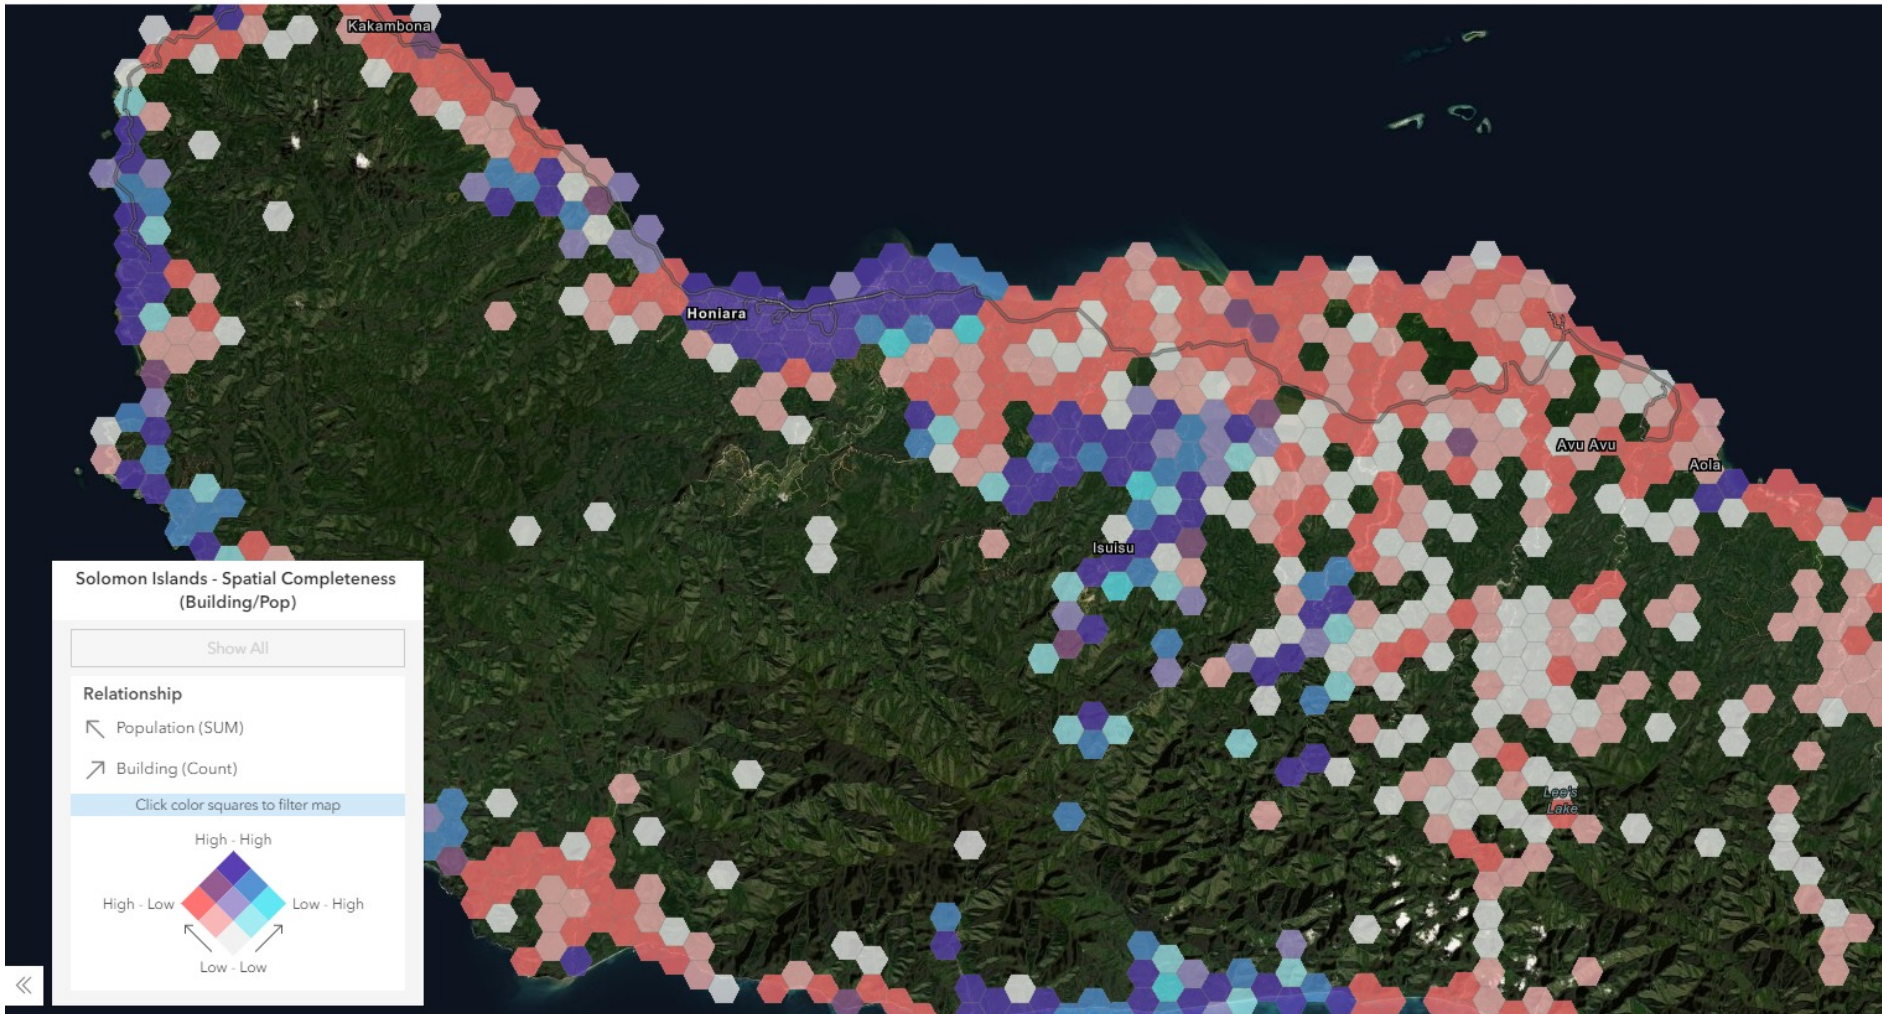 Kakambona
Honiara
Avu Avu
Aola
Isuisu
Lee's
Lake
Solomon Islands - Spatial Completeness
(Building/Pop)
Show All
Relationship
Population (SUM)
Building (Count)
Click color squares to filter map
High - High
High - Low
Low - High
Low - Low